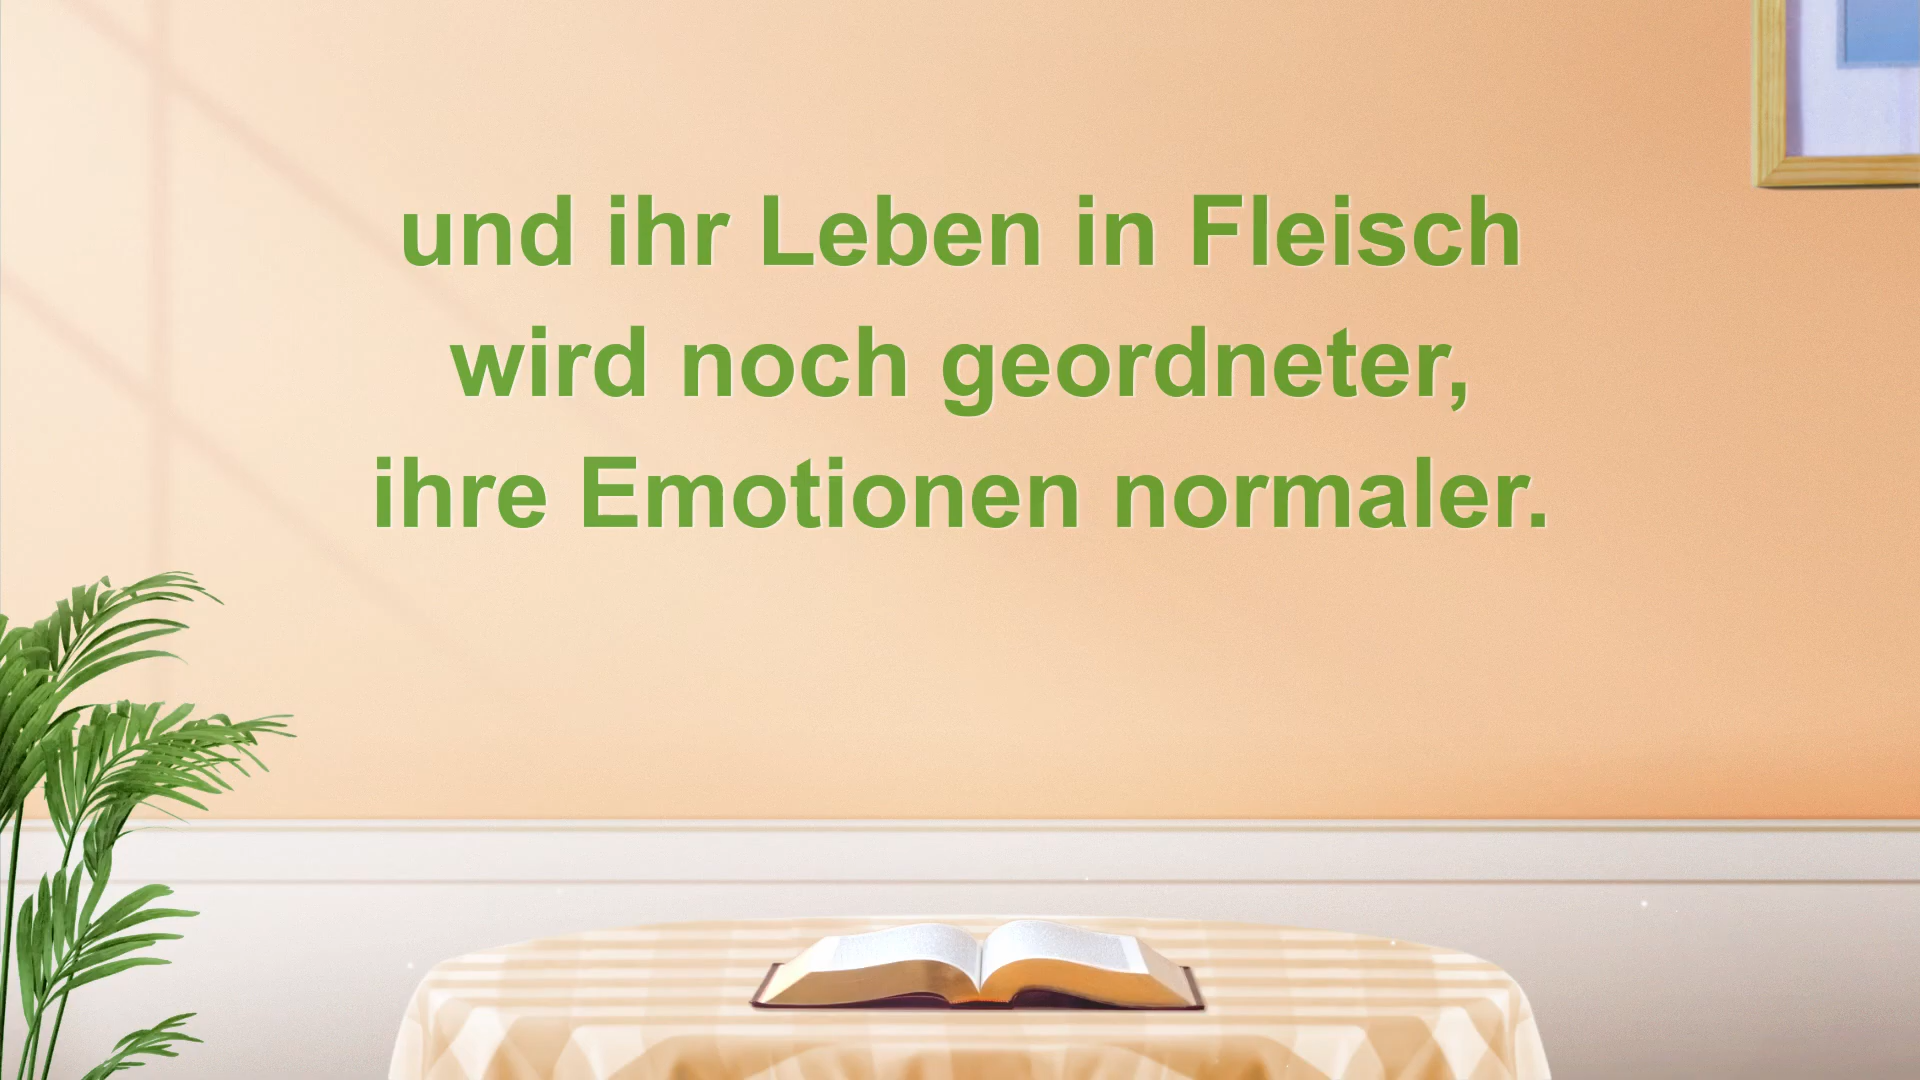 und ihr Leben in Fleisch
wird noch geordneter,
ihre Emotionen normaler.